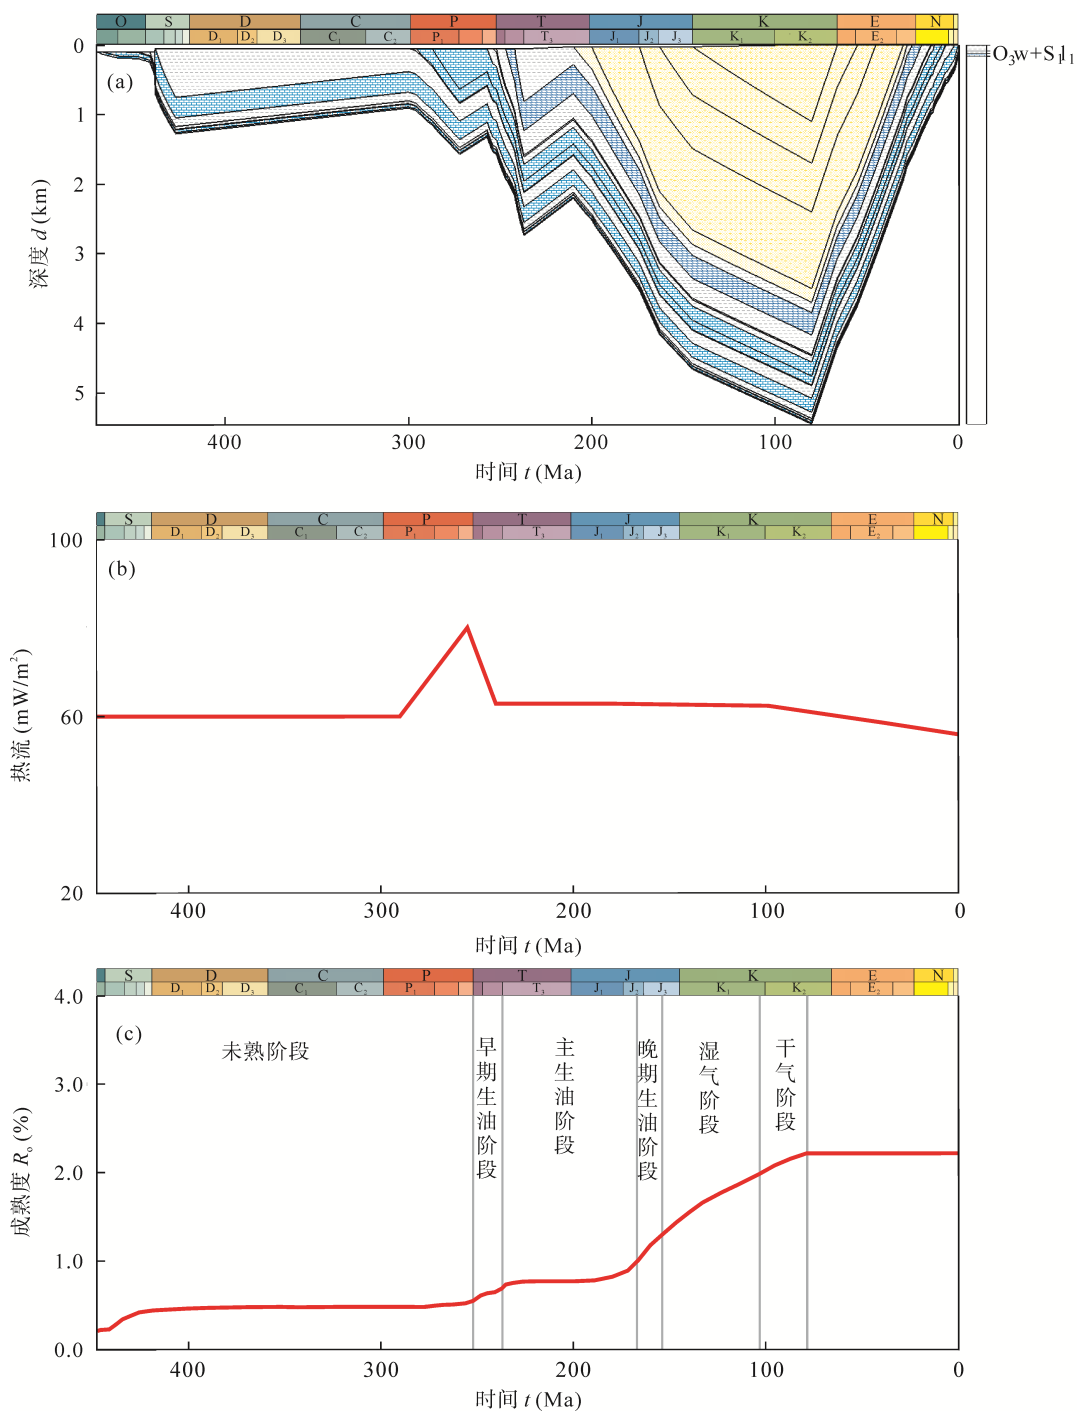 O S D C P T J K E N
D₁ D₂ D₃ C₁ C₂ P₁ T₃ J₁ J₂ J₃ K₁ K₂ E₂
(a)
0
1
2
3
4
5
深度 d (km)
O₃w+S₁l₁
400 300 200 100 0
时间 t (Ma)
S D C P T J K E N
D₁ D₂ D₃ C₁ C₂ P₁ T₃ J₁ J₂ J₃ K₁ K₂ E₂
(b)
100
60
20
热流 (mW/m²)
400 300 200 100 0
时间 t (Ma)
S D C P T J K E N
D₁ D₂ D₃ C₁ C₂ P₁ T₃ J₁ J₂ J₃ K₁ K₂ E₂
(c)
4.0
3.0
2.0
1.0
0.0
成熟度 Rₒ (%)
未熟阶段
早期生油阶段
主生油阶段
晚期生油阶段
湿气阶段
干气阶段
400 300 200 100 0
时间 t (Ma)